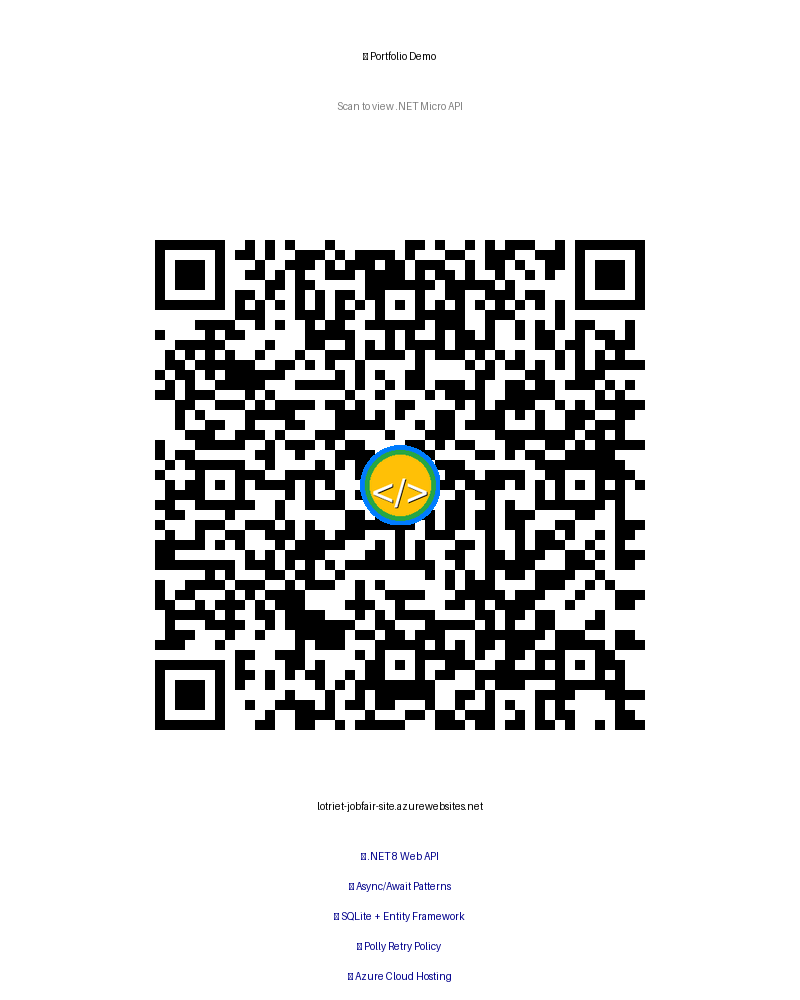 Portfolio Demo
Scan to view .NET Micro API
</>
lotriet-jobfair-site.azurewebsites.net
.NET 8 Web API
Async/Await Patterns
SQLite + Entity Framework
Polly Retry Policy
Azure Cloud Hosting